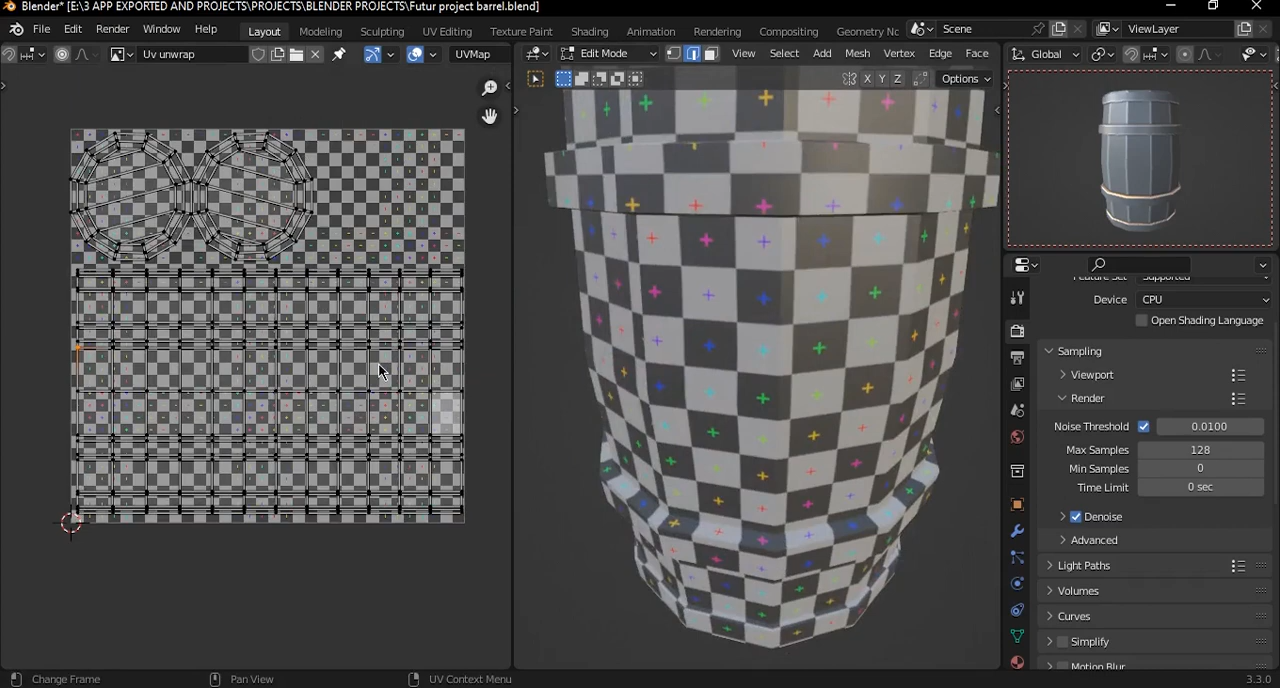 Blender* [E:\3 APP EXPORTED AND PROJECTS\PROJECTS\BLENDER PROJECTS\Futur project barrel.blend]
File Edit Render Window Help Layout Modeling Sculpting UV Editing Texture Paint Shading Animation Rendering Compositing Geometry Nc Scene ViewLayer
Uv unwrap UVMap Edit Mode View Select Add Mesh Vertex Edge Face Global
X Y Z Options
Device CPU
Open Shading Language
Sampling
Viewport
Render
Noise Threshold 0.0100
Max Samples 128
Min Samples 0
Time Limit 0 sec
Denoise
Advanced
Light Paths
Volumes
Curves
Simplify
Motion Blur
Change Frame Pan View UV Context Menu 3.3.0